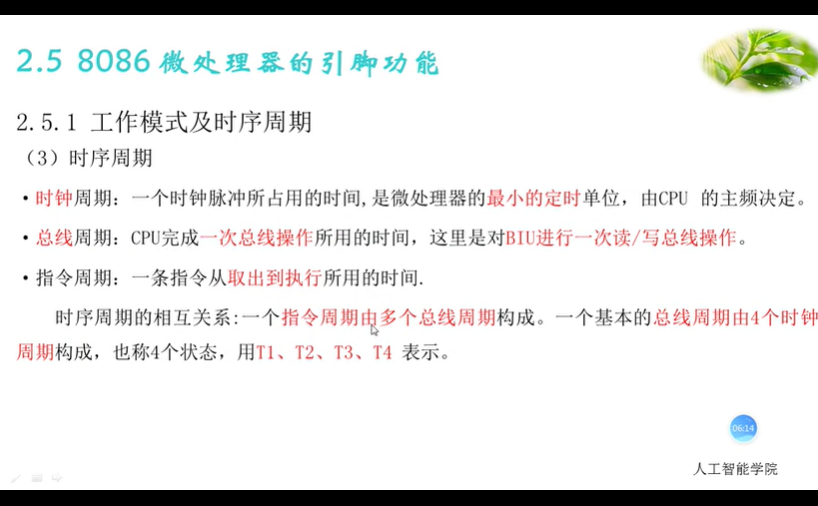 2.5 8086 微处理器的引脚功能
2.5.1 工作模式及时序周期
（3）时序周期
• 时钟周期：一个时钟脉冲所占用的时间,是微处理器的最小的定时单位，由CPU 的主频决定。
• 总线周期：CPU完成一次总线操作所用的时间，这里是对BIU进行一次读/写总线操作。
• 指令周期：一条指令从取出到执行所用的时间.
时序周期的相互关系:一个指令周期由多个总线周期构成。一个基本的总线周期由4个时钟
周期构成，也称4个状态，用T1、T2、T3、T4 表示。
06:14
人工智能学院